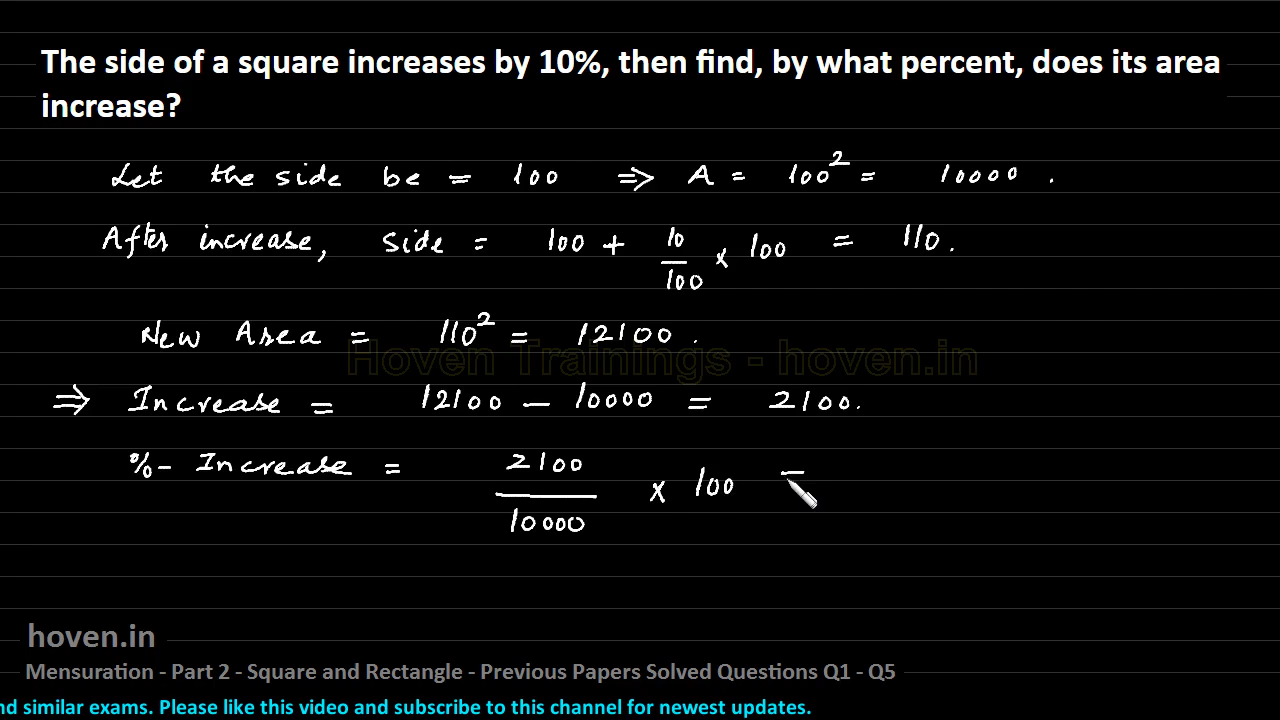 The side of a square increases by 10%, then find, by what percent, does its area
increase?
Let the side be = 100 ⇒ A = 100² = 10000 .
After increase, side = 100 + 10/100 × 100 = 110.
New Area = 110² = 12100 .
Hoven Trainings - hoven.in
⇒ Increase = 12100 – 10000 = 2100.
%- Increase = 2100/10000 × 100
hoven.in
Mensuration - Part 2 - Square and Rectangle - Previous Papers Solved Questions Q1 - Q5
nd similar exams. Please like this video and subscribe to this channel for newest updates.